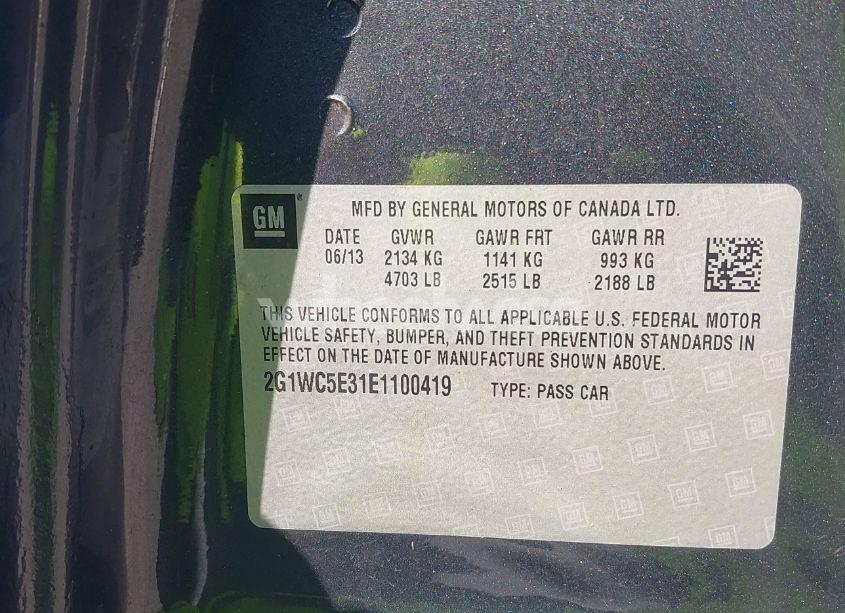 GM
MFD BY GENERAL MOTORS OF CANADA LTD.
DATE GVWR GAWR FRT GAWR RR
06/13 2134 KG 1141 KG 993 KG
4703 LB 2515 LB 2188 LB
THIS VEHICLE CONFORMS TO ALL APPLICABLE U.S. FEDERAL MOTOR
VEHICLE SAFETY, BUMPER, AND THEFT PREVENTION STANDARDS IN
EFFECT ON THE DATE OF MANUFACTURE SHOWN ABOVE.
2G1WC5E31E1100419 TYPE: PASS CAR